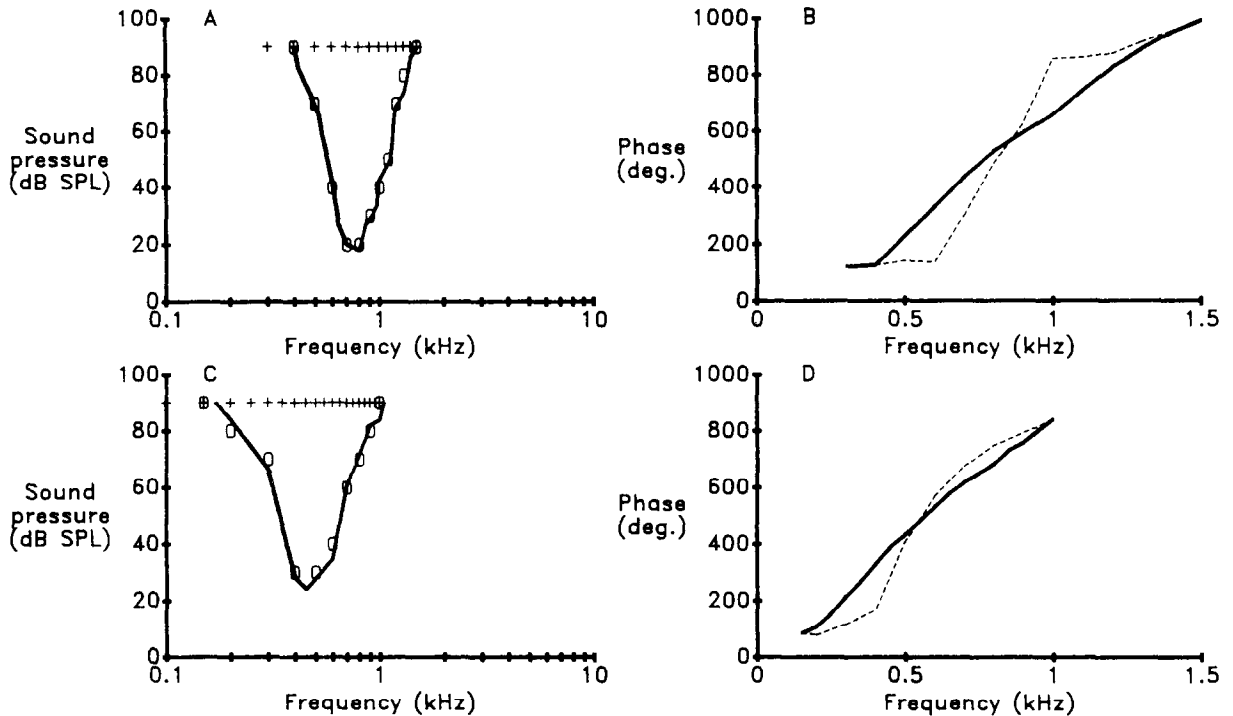 A
100
80
60
40
20
0
Sound
pressure
(dB SPL)
0.1
1
10
Frequency (kHz)
B
1000
800
600
400
200
0
Phase
(deg.)
0
0.5
1
1.5
Frequency (kHz)
C
100
80
60
40
20
0
Sound
pressure
(dB SPL)
0.1
1
10
Frequency (kHz)
D
1000
800
600
400
200
0
Phase
(deg.)
0
0.5
1
1.5
Frequency (kHz)